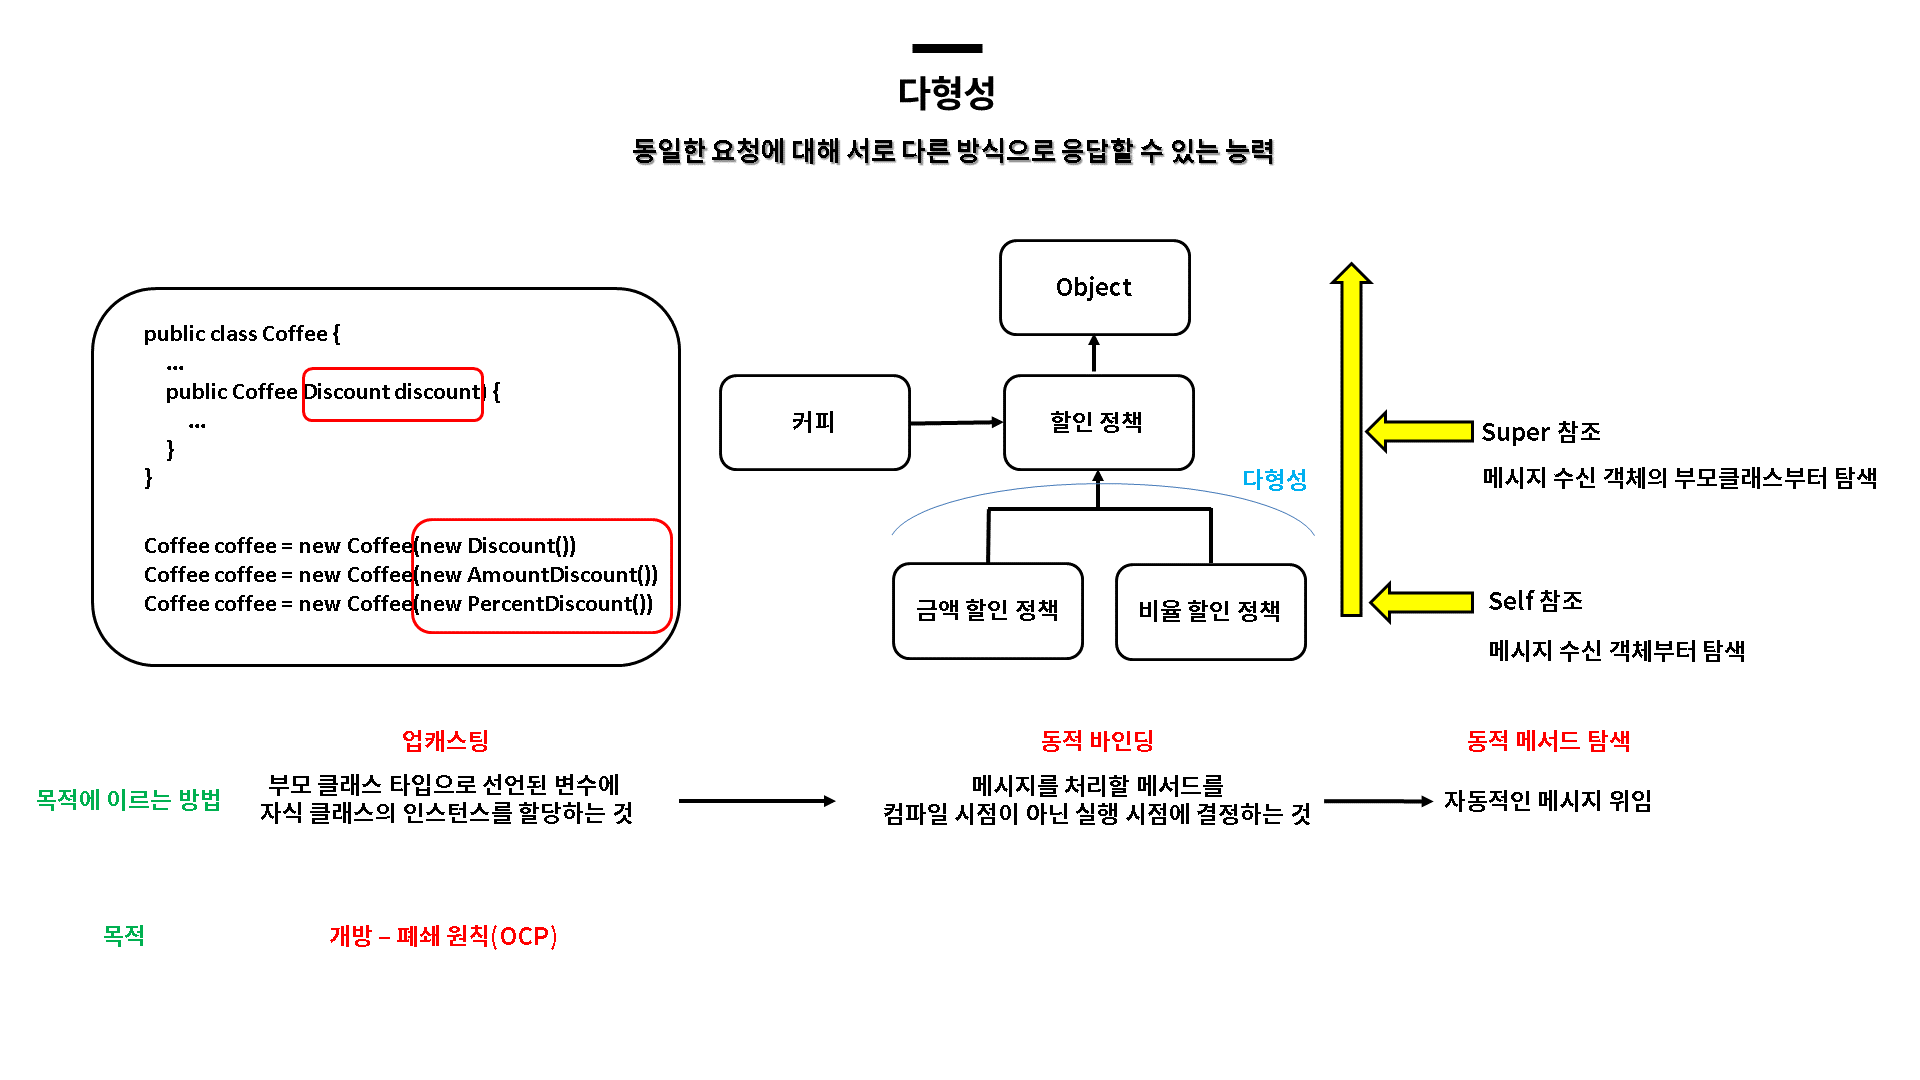 다형성
동일한 요청에 대해 서로 다른 방식으로 응답할 수 있는 능력
public class Coffee {
...
public Coffee Discount discount) {
...
}
}
Coffee coffee = new Coffee(new Discount())
Coffee coffee = new Coffee(new AmountDiscount())
Coffee coffee = new Coffee(new PercentDiscount())
Object
커피
할인 정책
다형성
금액 할인 정책
비율 할인 정책
Super 참조
메시지 수신 객체의 부모클래스부터 탐색
Self 참조
메시지 수신 객체부터 탐색
목적에 이르는 방법
업캐스팅
부모 클래스 타입으로 선언된 변수에
자식 클래스의 인스턴스를 할당하는 것
동적 바인딩
메시지를 처리할 메서드를
컴파일 시점이 아닌 실행 시점에 결정하는 것
동적 메서드 탐색
자동적인 메시지 위임
목적
개방 – 폐쇄 원칙(OCP)